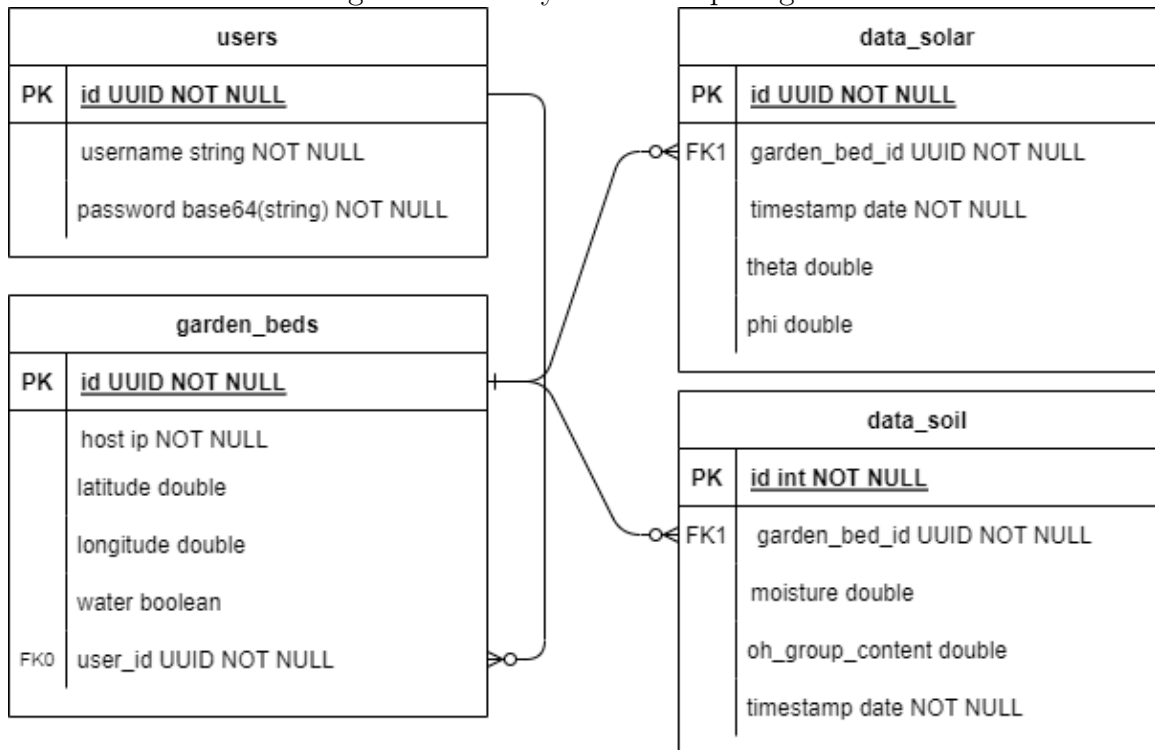 users
PK id UUID NOT NULL
username string NOT NULL
password base64(string) NOT NULL
garden_beds
PK id UUID NOT NULL
host ip NOT NULL
latitude double
longitude double
water boolean
FK0 user_id UUID NOT NULL
data_solar
PK id UUID NOT NULL
FK1 garden_bed_id UUID NOT NULL
timestamp date NOT NULL
theta double
phi double
data_soil
PK id int NOT NULL
FK1 garden_bed_id UUID NOT NULL
moisture double
oh_group_content double
timestamp date NOT NULL